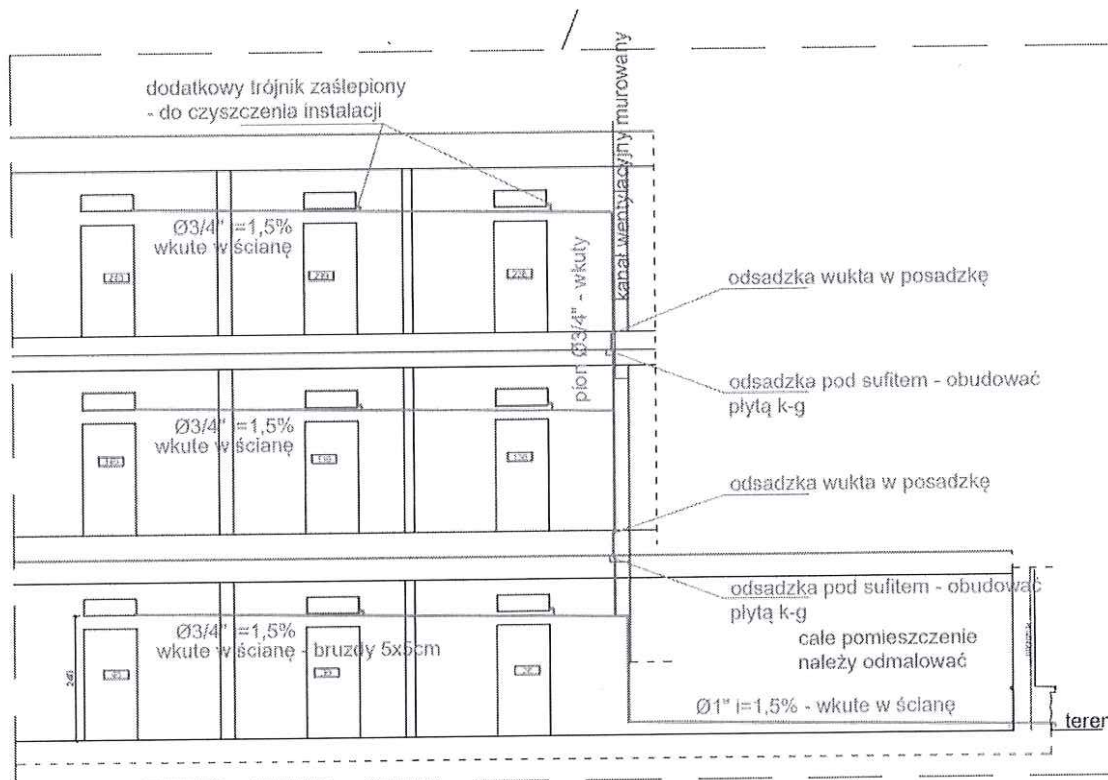 dodatkowy trójnik zaślepiony
- do czyszczenia instalacji
kanał wentylacyjny murowany
Ø3/4" i=1,5%
wkute w ścianę
pion Ø3/4" - wkuty
odsadzka wukta w posadzkę
odsadzka pod sufitem - obudować
płytą k-g
Ø3/4" i=1,5%
wkute w ścianę
odsadzka wukta w posadzkę
odsadzka pod sufitem - obudować
płytą k-g
Ø3/4" i=1,5%
wkute w ścianę - bruzdy 5x5cm
całe pomieszczenie
należy odmalować
Ø1" i=1,5% - wkute w ścianę
teren